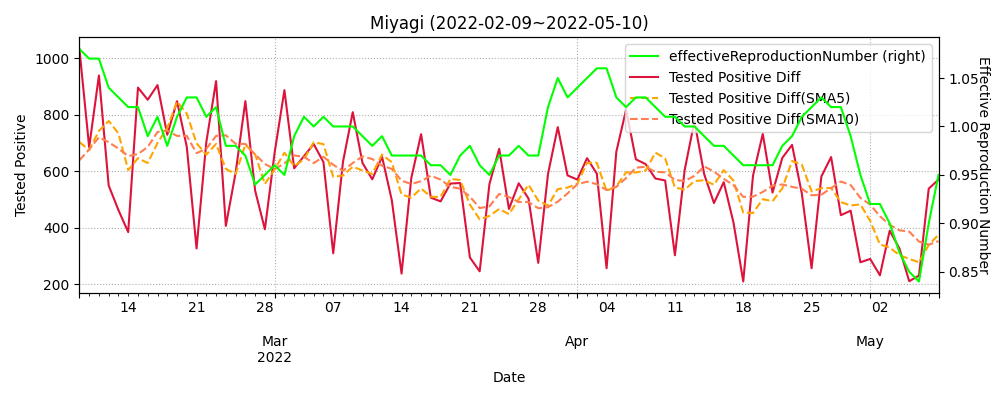 Miyagi (2022-02-09~2022-05-10)
effectiveReproductionNumber (right)
Tested Positive Diff
Tested Positive Diff(SMA5)
Tested Positive Diff(SMA10)
Tested Positive
1000
800
600
400
200
Effective Reproduction Number
1.05
1.00
0.95
0.90
0.85
14 21 28 07 14 21 28 04 11 18 25 02
Mar Apr May
2022
Date